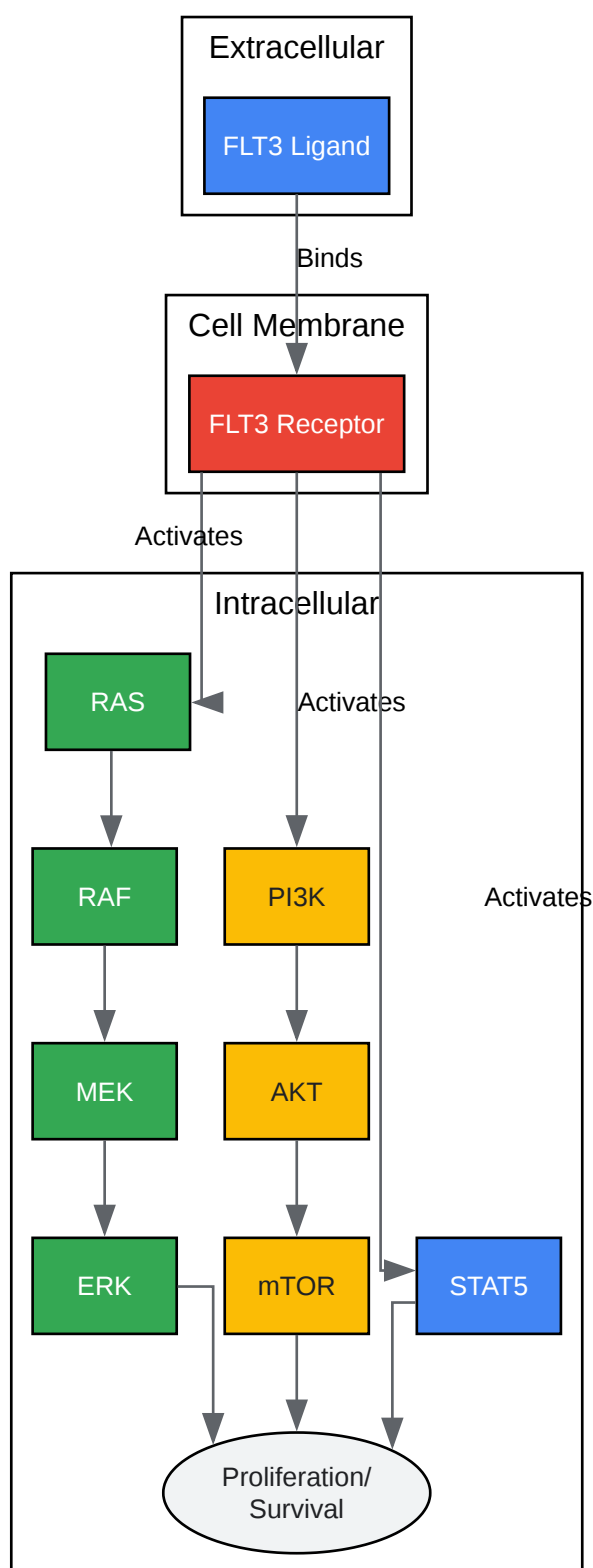 Extracellular
FLT3 Ligand
Binds
Cell Membrane
FLT3 Receptor
Activates
Intracellular
RAS
Activates
RAF
PI3K
Activates
MEK
AKT
ERK
mTOR
STAT5
Proliferation/
Survival